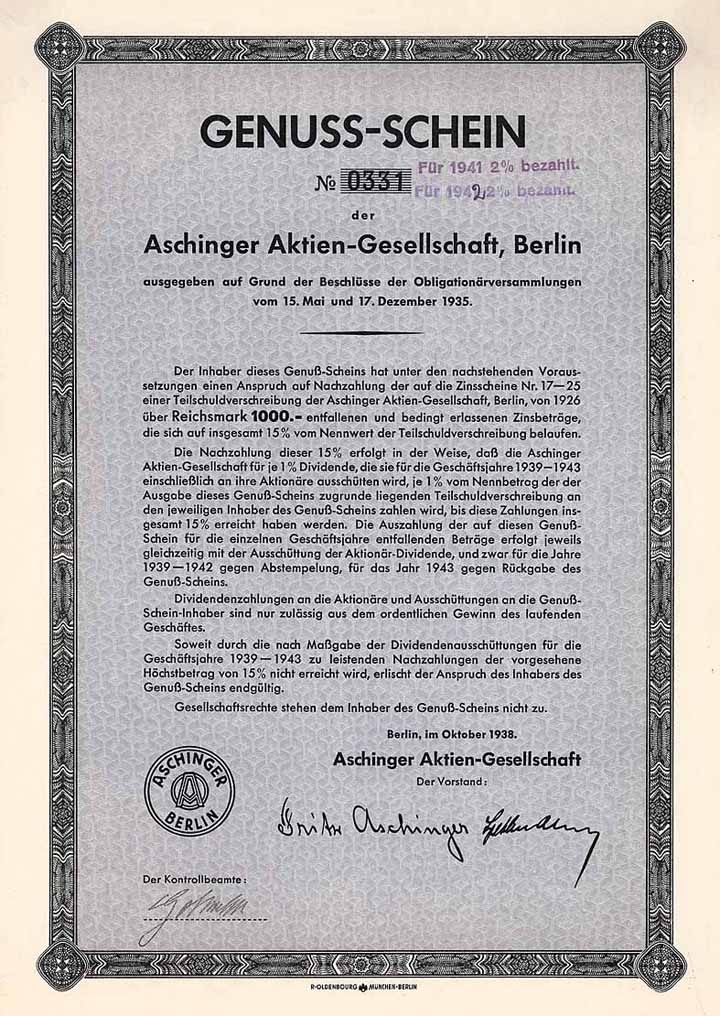 GENUSS-SCHEIN
№ 0331
Für 1941 2% bezahlt.
Für 1942 2% bezahlt.
der
Aschinger Aktien-Gesellschaft, Berlin
ausgegeben auf Grund der Beschlüsse der Obligationärversammlungen
vom 15. Mai und 17. Dezember 1935.
Der Inhaber dieses Genuß-Scheins hat unter den nachstehenden Voraus-
setzungen einen Anspruch auf Nachzahlung der auf die Zinsscheine Nr. 17—25
einer Teilschuldverschreibung der Aschinger Aktien-Gesellschaft, Berlin, von 1926
über Reichsmark 1000.- entfallenen und bedingt erlassenen Zinsbeträge,
die sich auf insgesamt 15% vom Nennwert der Teilschuldverschreibung belaufen.
Die Nachzahlung dieser 15% erfolgt in der Weise, daß die Aschinger
Aktien-Gesellschaft für je 1% Dividende, die sie für die Geschäftsjahre 1939—1943
einschließlich an ihre Aktionäre ausschütten wird, je 1% vom Nennbetrag der der
Ausgabe dieses Genuß-Scheins zugrunde liegenden Teilschuldverschreibung an
den jeweiligen Inhaber des Genuß-Scheins zahlen wird, bis diese Zahlungen ins-
gesamt 15% erreicht haben werden. Die Auszahlung der auf diesen Genuß-
Schein für die einzelnen Geschäftsjahre entfallenden Beträge erfolgt jeweils
gleichzeitig mit der Ausschüttung der Aktionär-Dividende, und zwar für die Jahre
1939—1942 gegen Abstempelung, für das Jahr 1943 gegen Rückgabe des
Genuß-Scheins.
Dividendenzahlungen an die Aktionäre und Ausschüttungen an die Genuß-
Schein-Inhaber sind nur zulässig aus dem ordentlichen Gewinn des laufenden
Geschäftes.
Soweit durch die nach Maßgabe der Dividendenausschüttungen für die
Geschäftsjahre 1939—1943 zu leistenden Nachzahlungen der vorgesehene
Höchstbetrag von 15% nicht erreicht wird, erlischt der Anspruch des Inhabers des
Genuß-Scheins endgültig.
Gesellschaftsrechte stehen dem Inhaber des Genuß-Scheins nicht zu.
Berlin, im Oktober 1938.
Aschinger Aktien-Gesellschaft
Der Vorstand:
ASCHINGER
BERLIN
Fritz Aschinger
Der Kontrollbeamte:
R·OLDENBOURG MÜNCHEN-BERLIN